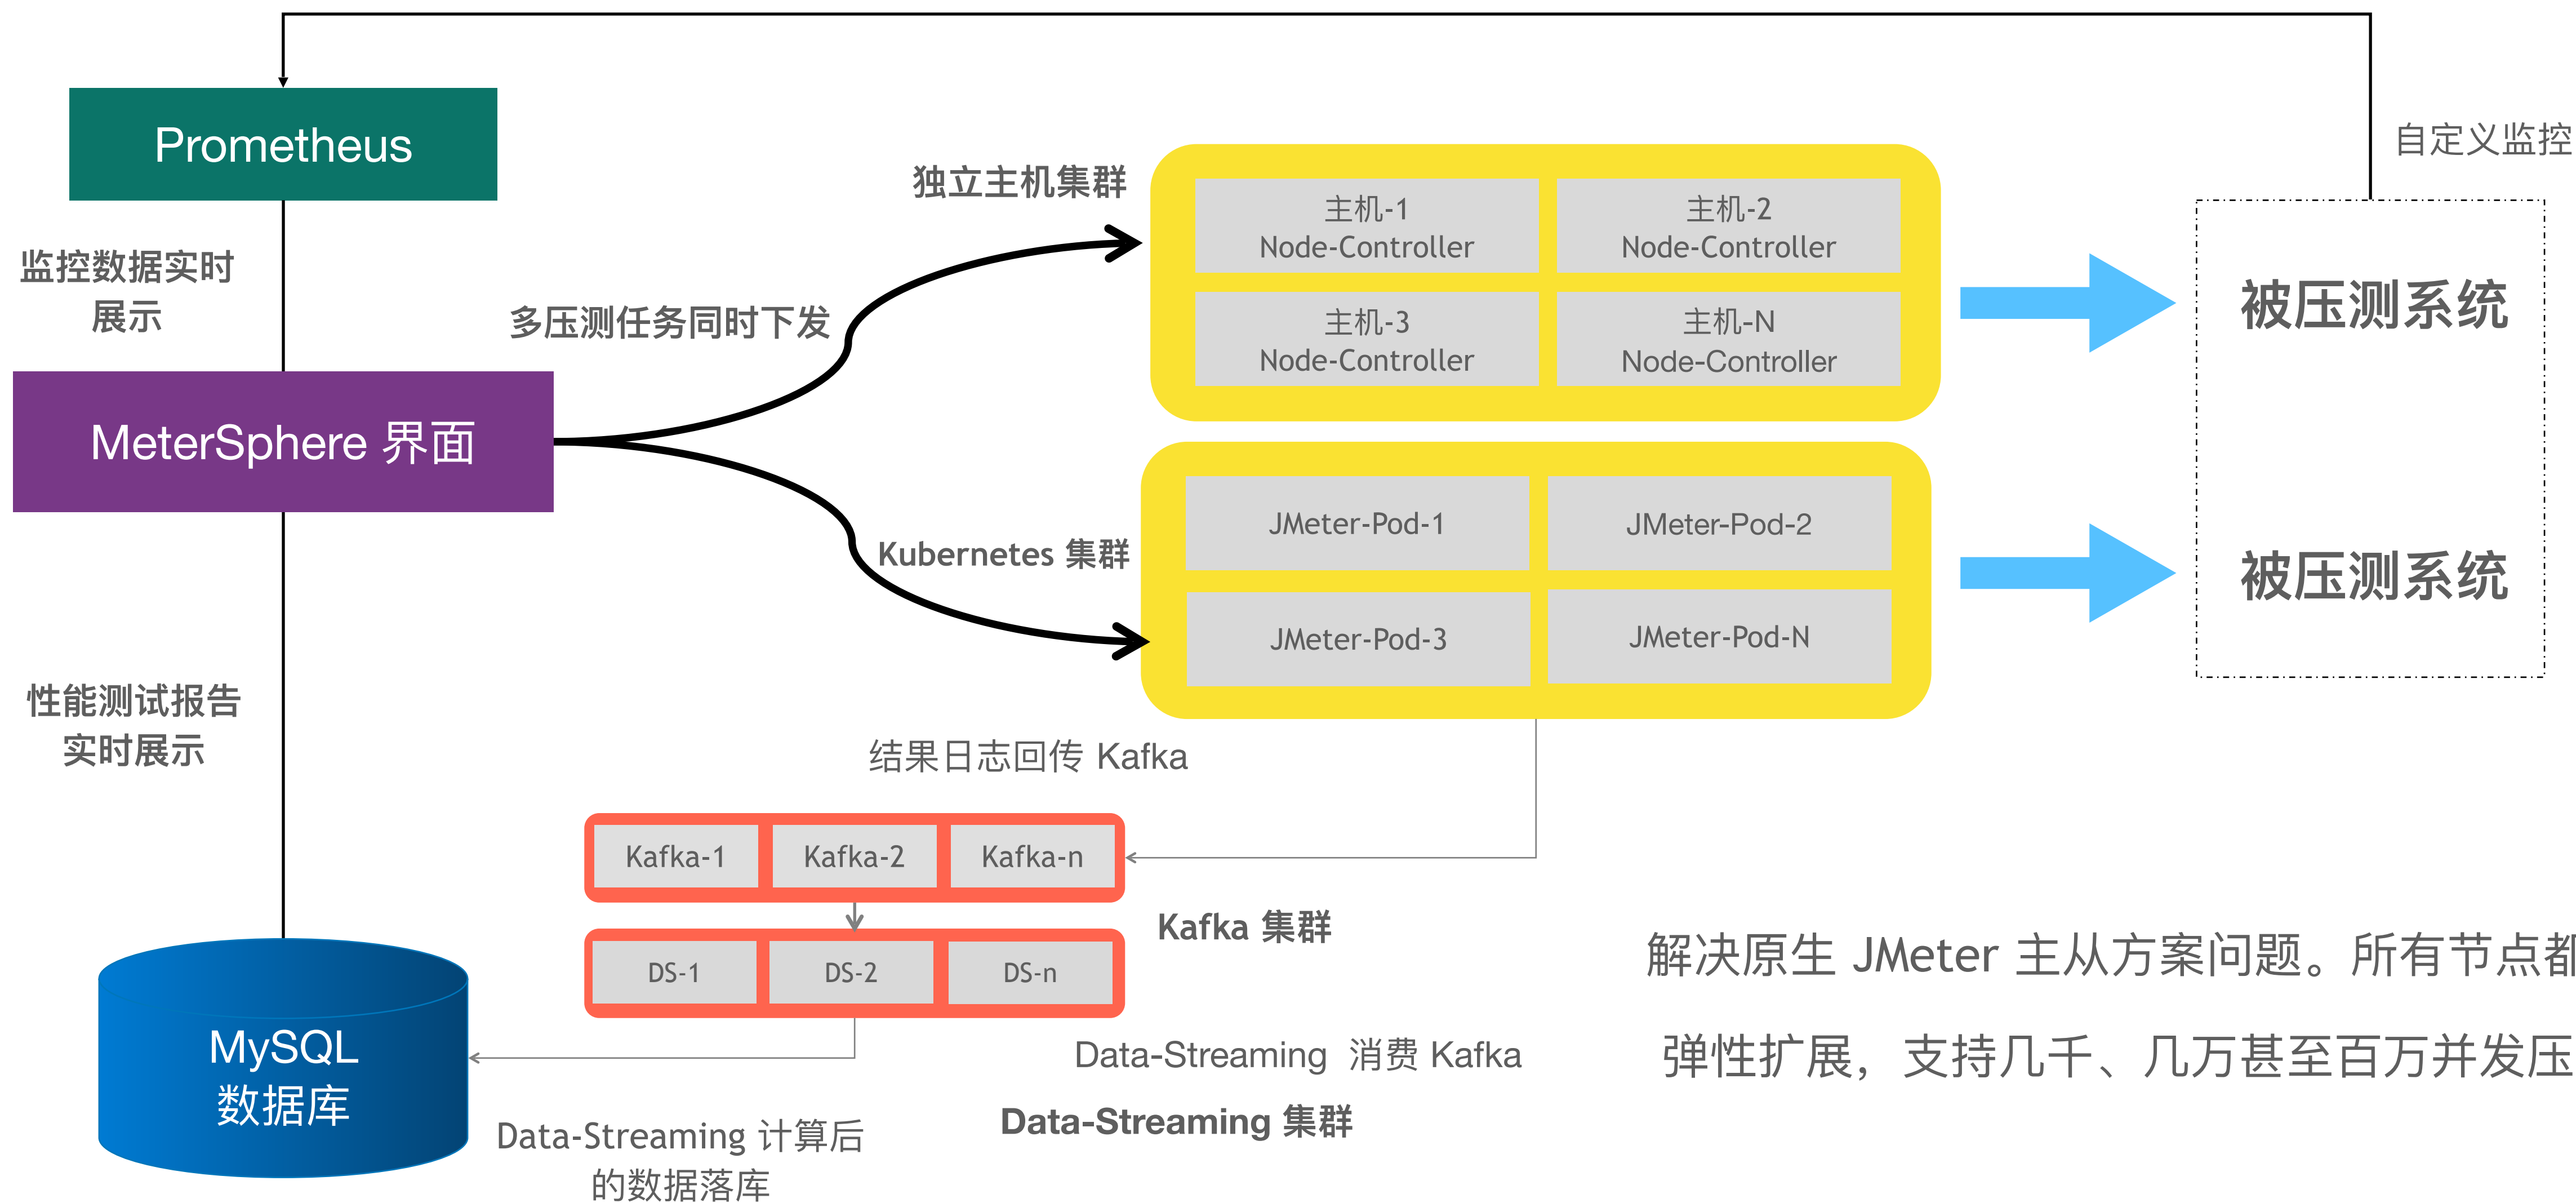 Prometheus
自定义监控
独立主机集群
主机-1
Node-Controller
主机-2
Node-Controller
主机-3
Node-Controller
主机-N
Node-Controller
监控数据实时
展示
多压测任务同时下发
被压测系统
MeterSphere 界面
Kubernetes 集群
JMeter-Pod-1
JMeter-Pod-2
JMeter-Pod-3
JMeter-Pod-N
被压测系统
性能测试报告
实时展示
结果日志回传 Kafka
Kafka-1
Kafka-2
Kafka-n
Kafka 集群
DS-1
DS-2
DS-n
解决原生 JMeter 主从方案问题。所有节点都
弹性扩展，支持几千、几万甚至百万并发压
MySQL
数据库
Data-Streaming 消费 Kafka
Data-Streaming 集群
Data-Streaming 计算后
的数据落库